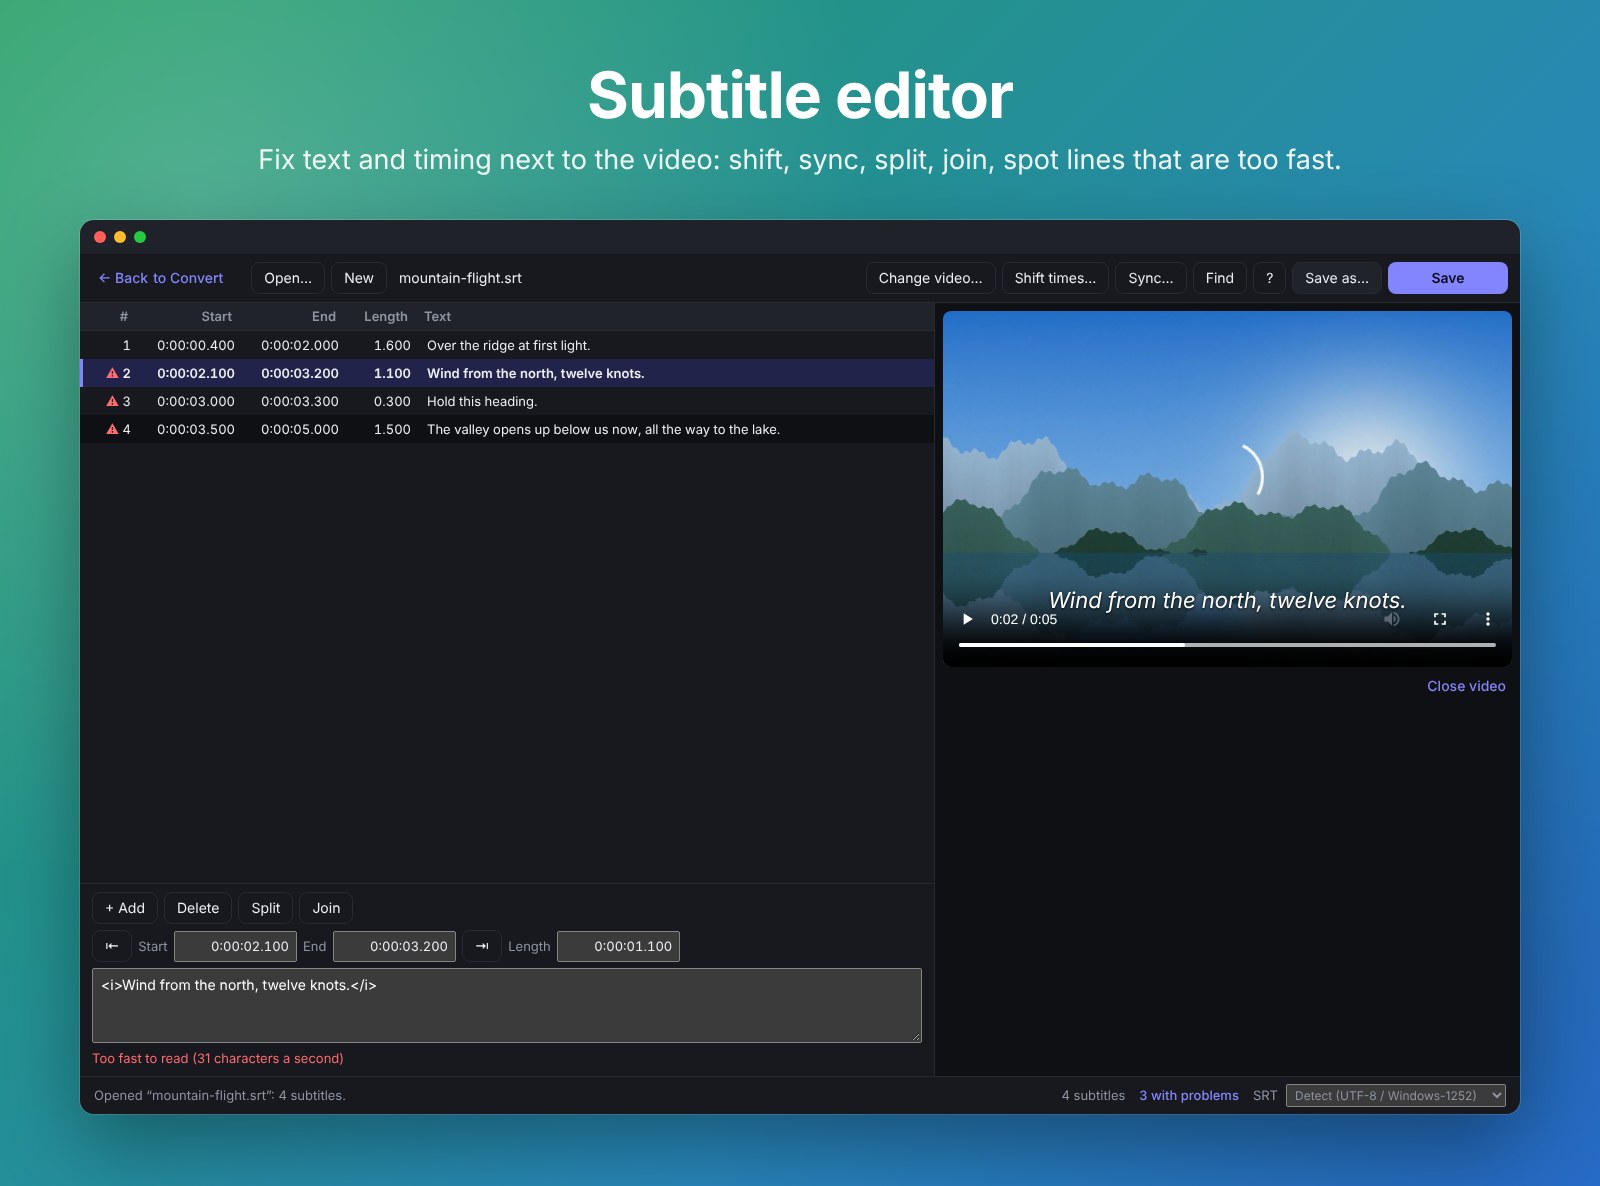 Subtitle editor
Fix text and timing next to the video: shift, sync, split, join, spot lines that are too fast.
← Back to Convert Open... New mountain-flight.srt Change video... Shift times... Sync... Find ? Save as... Save
# Start End Length Text
1 0:00:00.400 0:00:02.000 1.600 Over the ridge at first light.
2 0:00:02.100 0:00:03.200 1.100 Wind from the north, twelve knots.
3 0:00:03.000 0:00:03.300 0.300 Hold this heading.
4 0:00:03.500 0:00:05.000 1.500 The valley opens up below us now, all the way to the lake.
Wind from the north, twelve knots.
0:02 / 0:05
Close video
+ Add Delete Split Join
Start 0:00:02.100 End 0:00:03.200 Length 0:00:01.100
<i>Wind from the north, twelve knots.</i>
Too fast to read (31 characters a second)
Opened “mountain-flight.srt”: 4 subtitles. 4 subtitles 3 with problems SRT Detect (UTF-8 / Windows-1252)